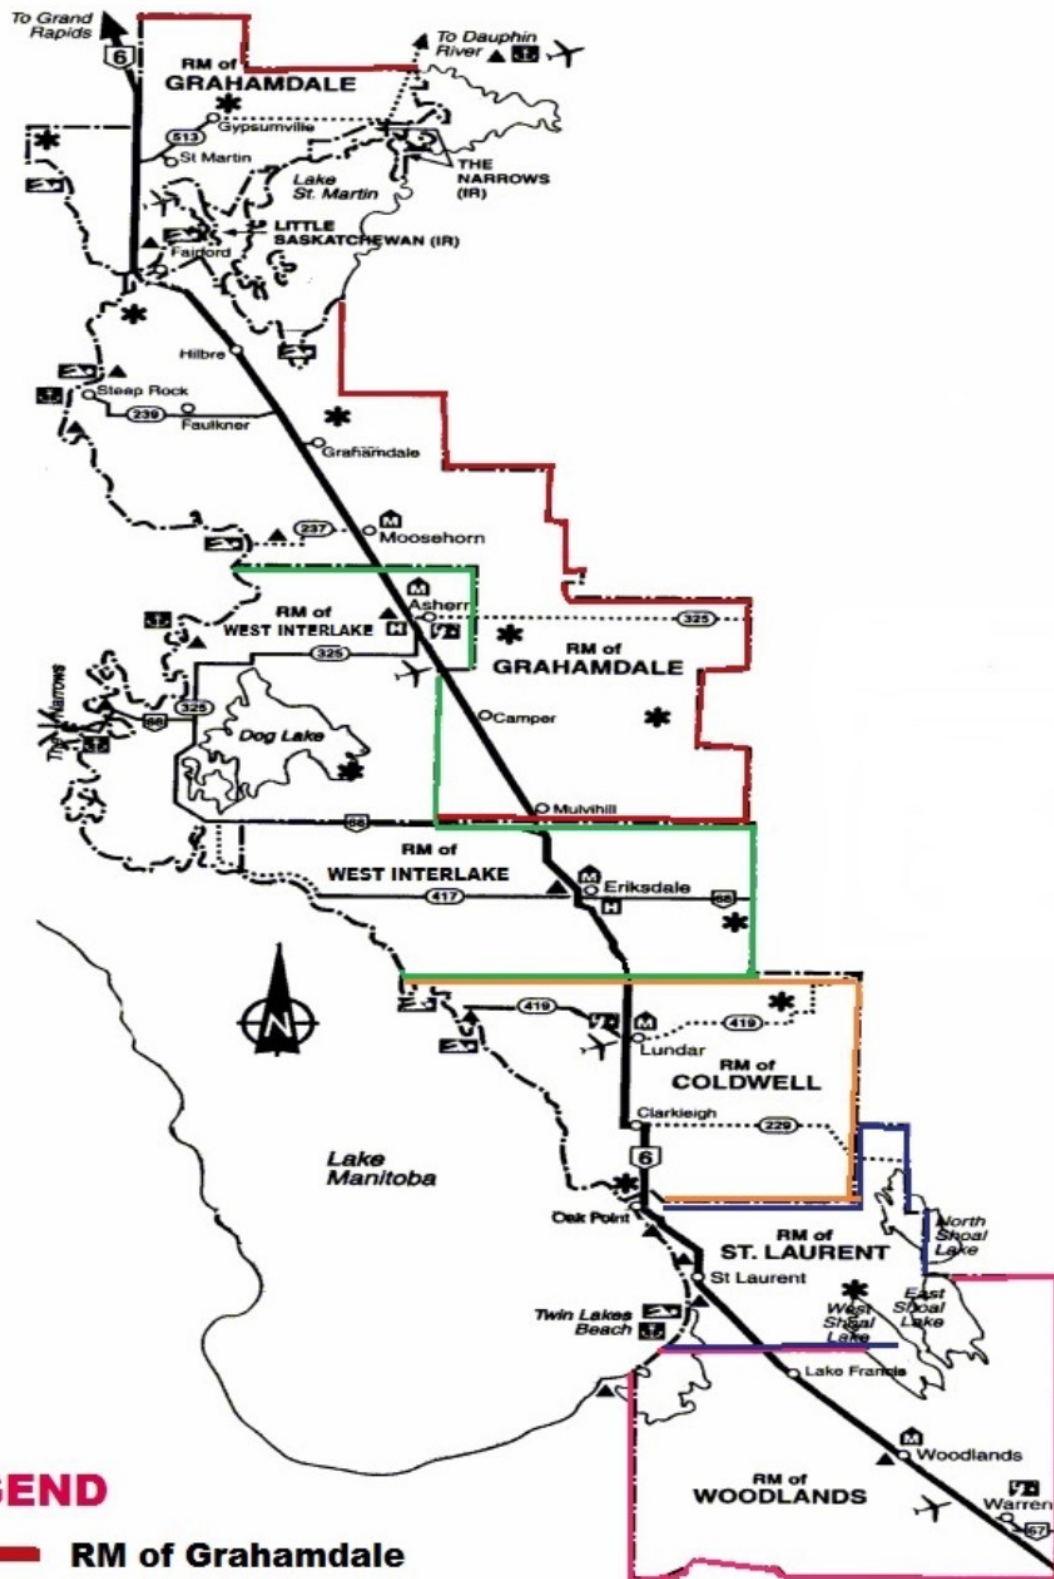 To Grand
Rapids
6
To Dauphin
River
RM of
GRAHAMDALE
Gypsumville
513
St Martin
Lake
St. Martin
THE
NARROWS
(IR)
LITTLE
SASKATCHEWAN (IR)
Fairford
Hilbre
Steep Rock
239
Faulkner
Grahamdale
237
M
Moosehorn
M
Ashern
RM of
WEST INTERLAKE
H
325
325
RM of
GRAHAMDALE
The Narrows
68
325
Dog Lake
Camper
Mulvihill
68
RM of
WEST INTERLAKE
M
Eriksdale
417
H
68
N
419
M
419
Lundar
RM of
COLDWELL
Clarkleigh
229
6
Lake
Manitoba
Oak Point
RM of
ST. LAURENT
North
Shoal
Lake
St Laurent
East
Shoal
Lake
West
Shoal
Lake
Twin Lakes
Beach
Lake Francis
M
Woodlands
RM of
WOODLANDS
Warren
67
GEND
RM of Grahamdale